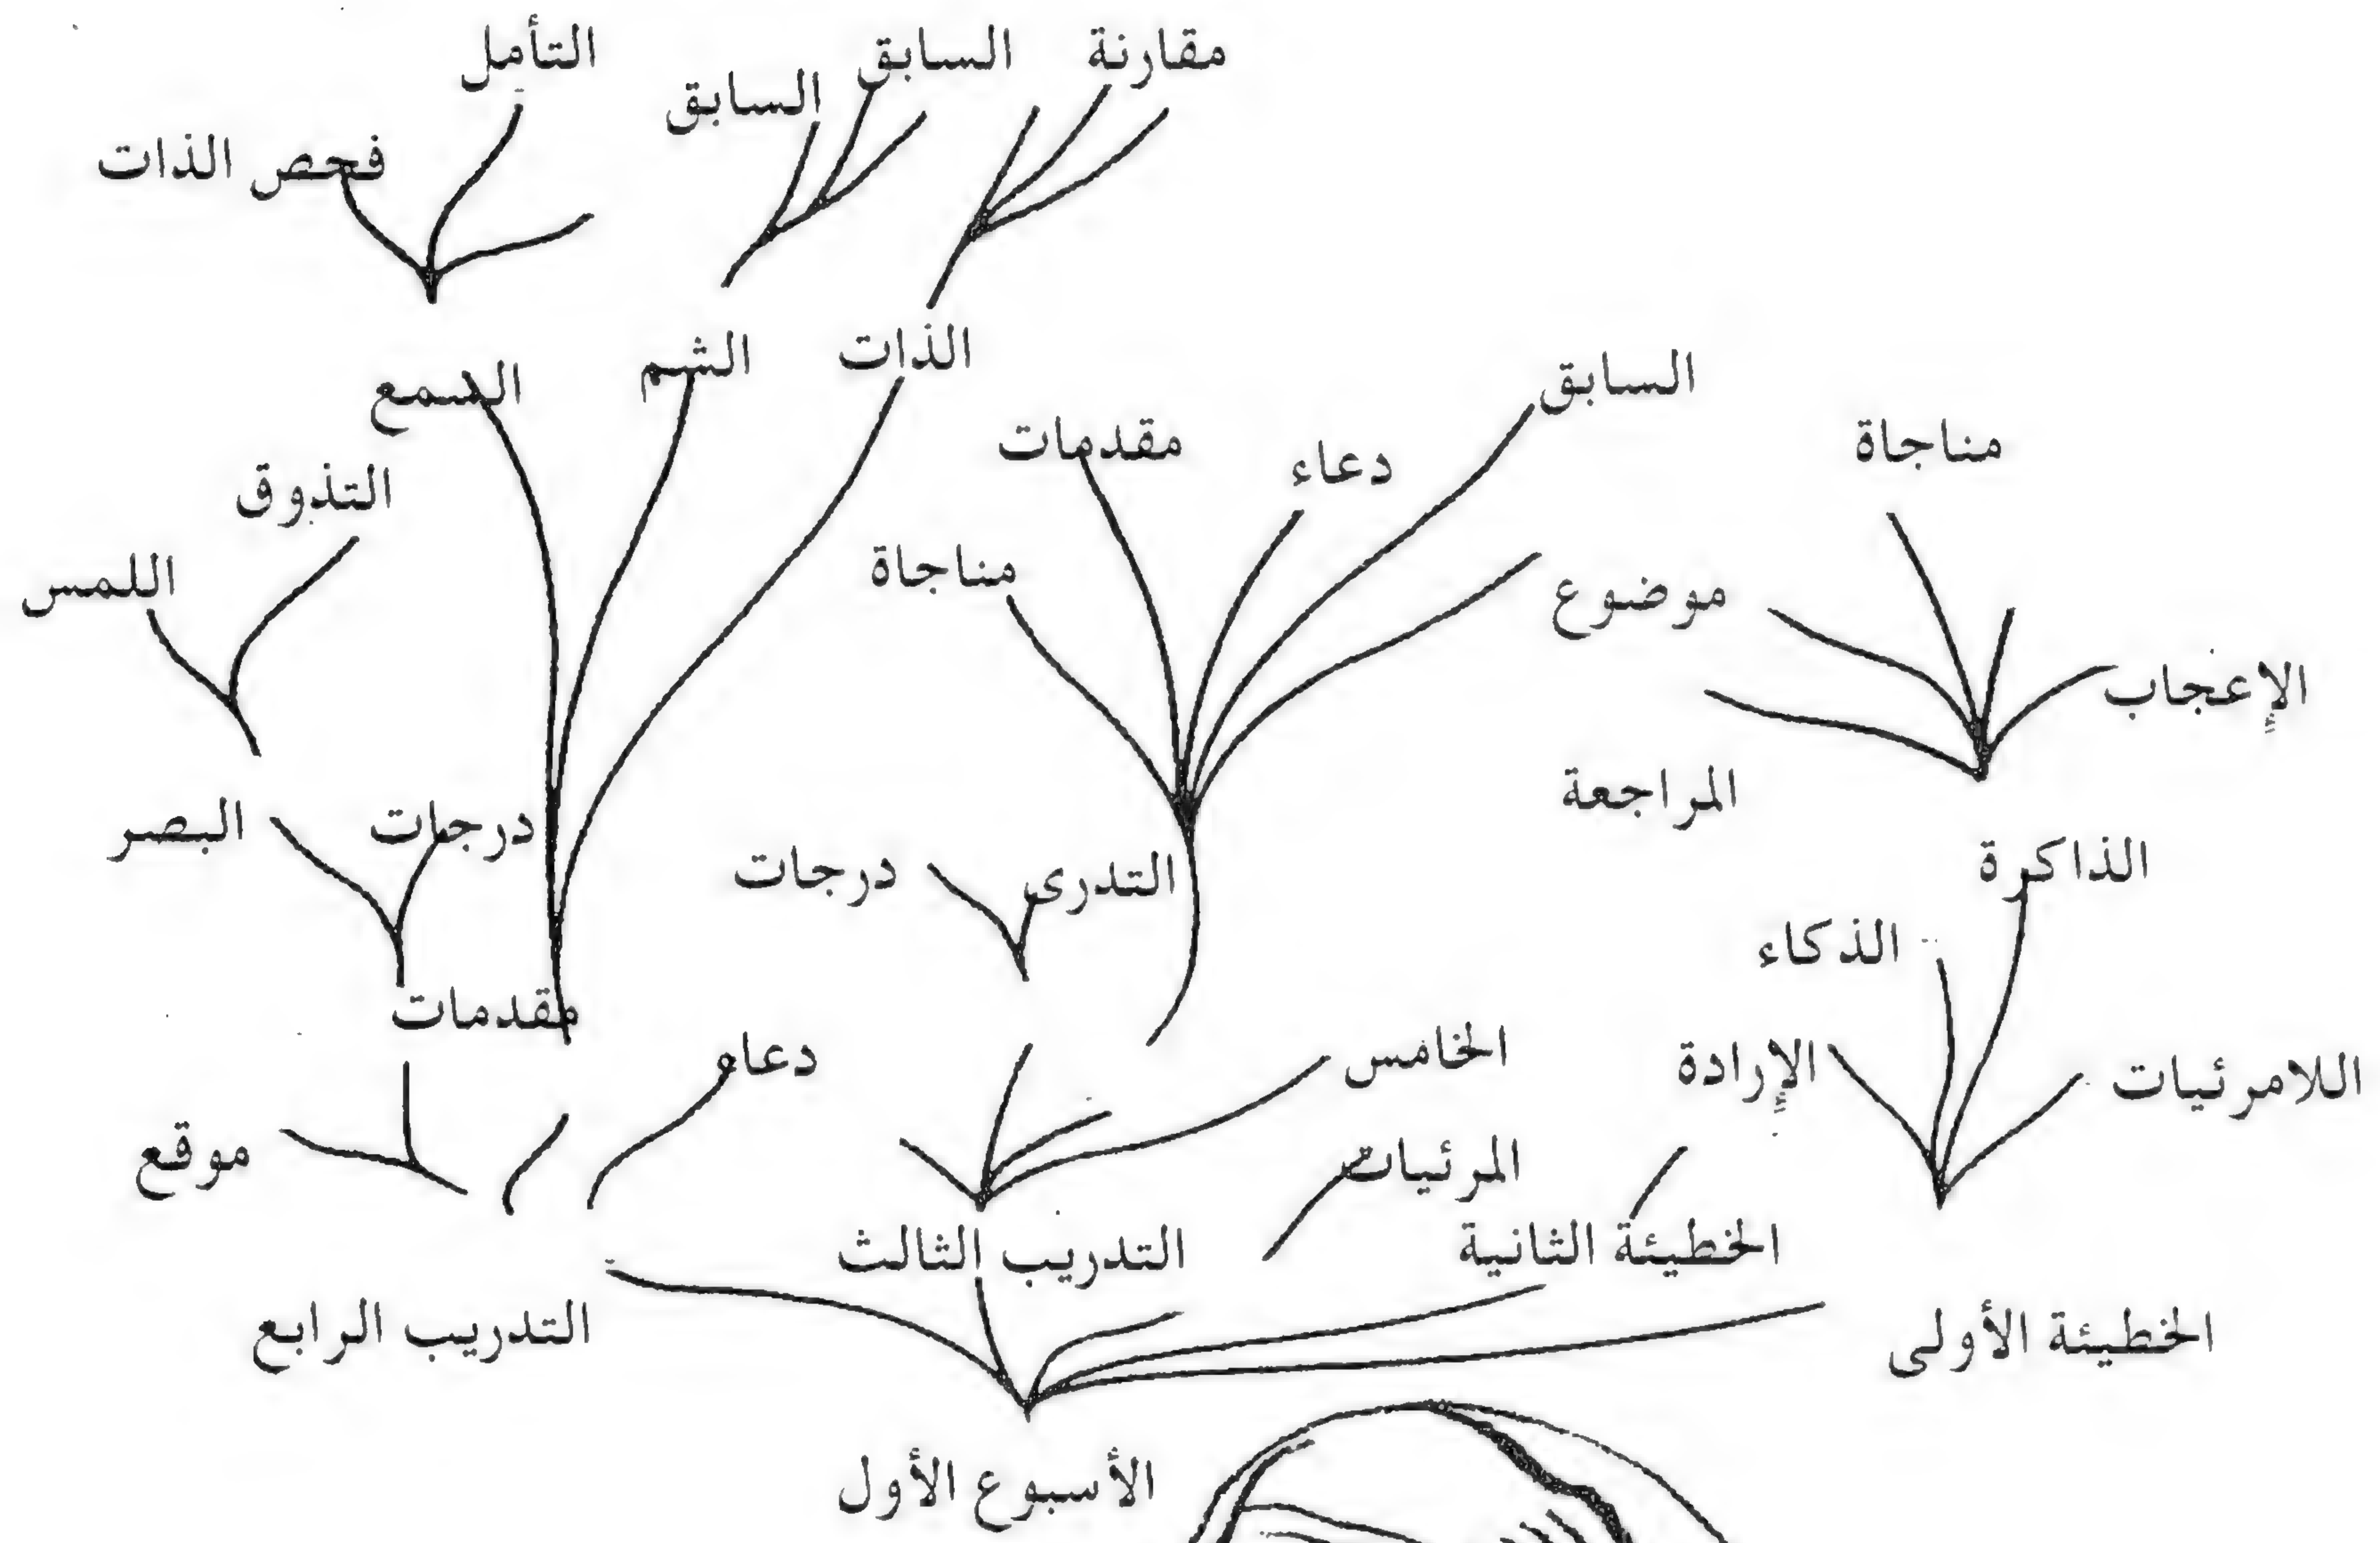 مقارنة
السابق
السابق
التأمل
فحص الذات
الذات
الشم
السمع
التذوق
اللمس
السابق
دعاء
مقدمات
مناجاة
مناجاة
موضوع
الإعجاب
المراجعة
درجات
البصر
التدرى
درجات
الذاكرة
الذكاء
الإرادة
اللامرئيات
مقدمات
دعاء
موقع
الخامس
المرئيات
الخطيئة الثانية
التدريب الثالث
التدريب الرابع
الخطيئة الأولى
الأسبوع الأول